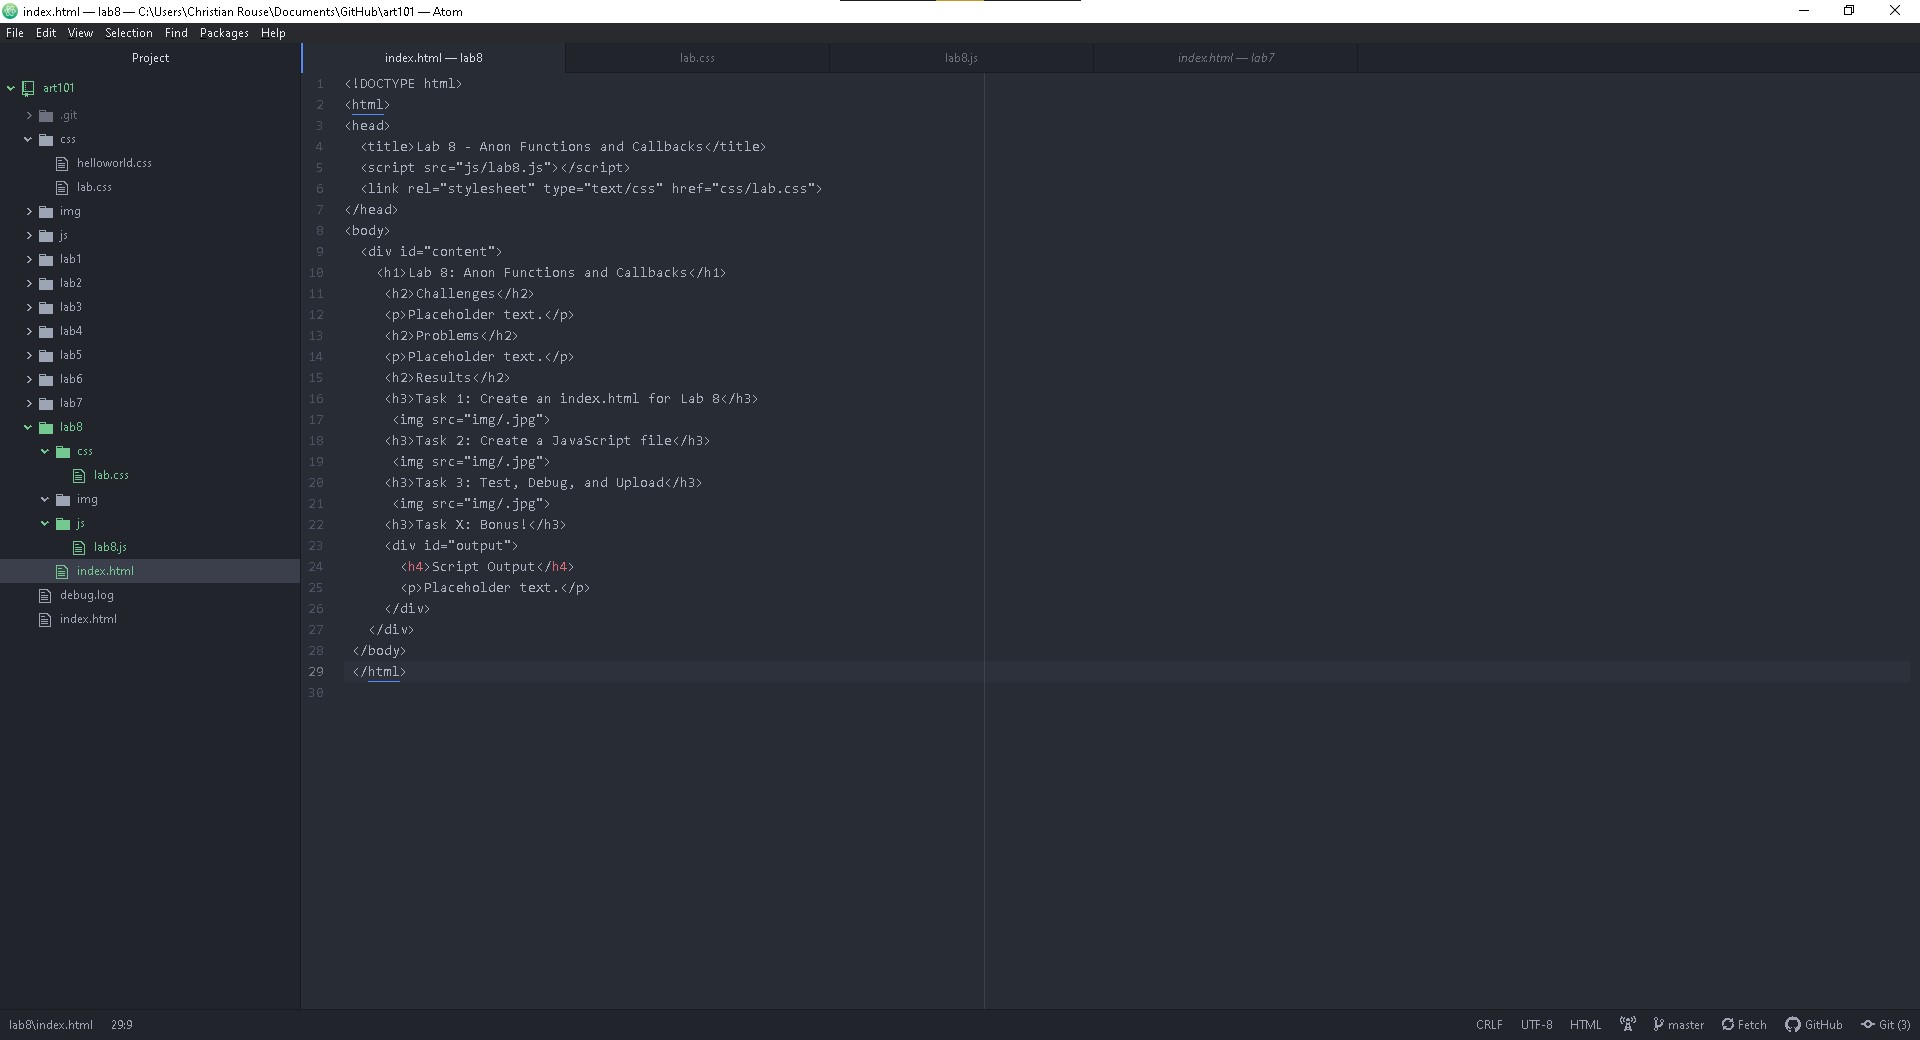 index.html — lab8 — C:\Users\Christian Rouse\Documents\GitHub\art101 — Atom
File Edit View Selection Find Packages Help
Project
art101
.git
css
helloworld.css
lab.css
img
js
lab1
lab2
lab3
lab4
lab5
lab6
lab7
lab8
css
lab.css
img
js
lab8.js
index.html
debug.log
index.html
index.html — lab8 lab.css lab8.js index.html — lab7
1 <!DOCTYPE html>
2 <html>
3 <head>
4   <title>Lab 8 - Anon Functions and Callbacks</title>
5   <script src="js/lab8.js"></script>
6   <link rel="stylesheet" type="text/css" href="css/lab.css">
7 </head>
8 <body>
9   <div id="content">
10     <h1>Lab 8: Anon Functions and Callbacks</h1>
11      <h2>Challenges</h2>
12      <p>Placeholder text.</p>
13      <h2>Problems</h2>
14      <p>Placeholder text.</p>
15      <h2>Results</h2>
16      <h3>Task 1: Create an index.html for Lab 8</h3>
17       <img src="img/.jpg">
18      <h3>Task 2: Create a JavaScript file</h3>
19       <img src="img/.jpg">
20      <h3>Task 3: Test, Debug, and Upload</h3>
21       <img src="img/.jpg">
22      <h3>Task X: Bonus!</h3>
23      <div id="output">
24        <h4>Script Output</h4>
25        <p>Placeholder text.</p>
26      </div>
27    </div>
28  </body>
29  </html>
30
lab8\index.html 29:9 CRLF UTF-8 HTML master Fetch GitHub Git (3)